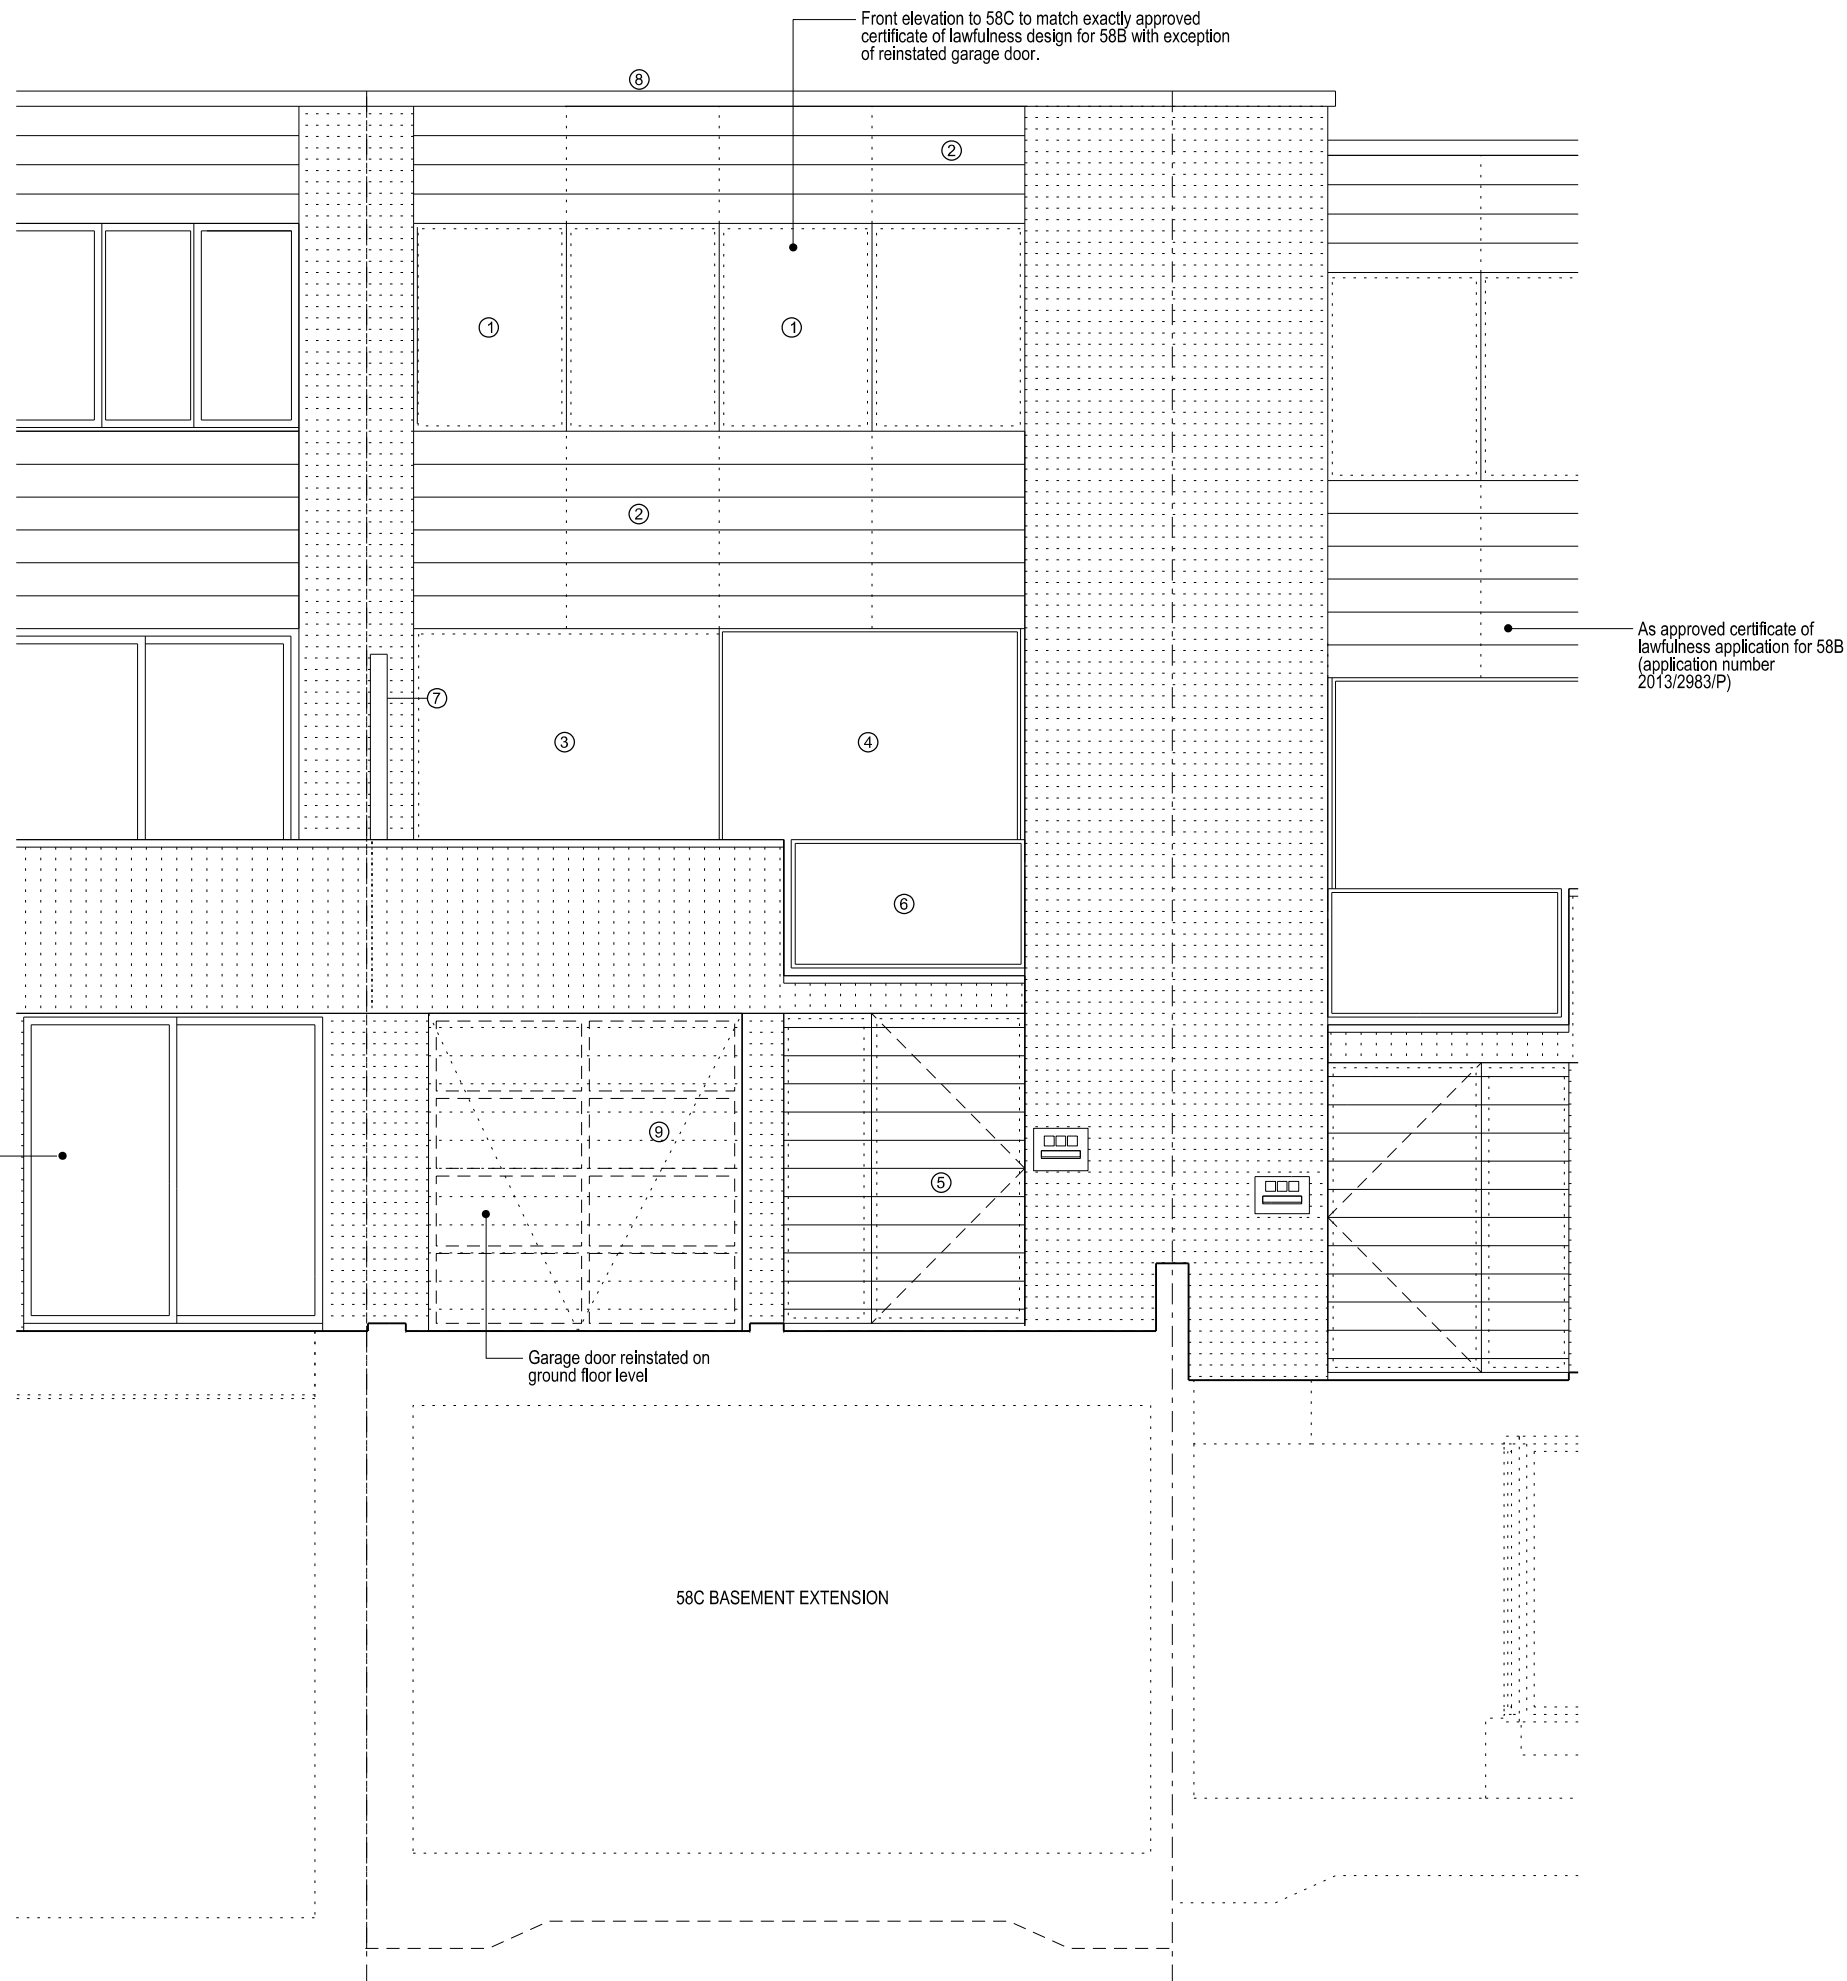 Front elevation to 58C to match exactly approved
certificate of lawfulness design for 58B with exception
of reinstated garage door.
8
2
1
1
2
As approved certificate of
lawfulness application for 58B
(application number
2013/2983/P)
7
3
4
6
9
5
Garage door reinstated on
ground floor level
58C BASEMENT EXTENSION